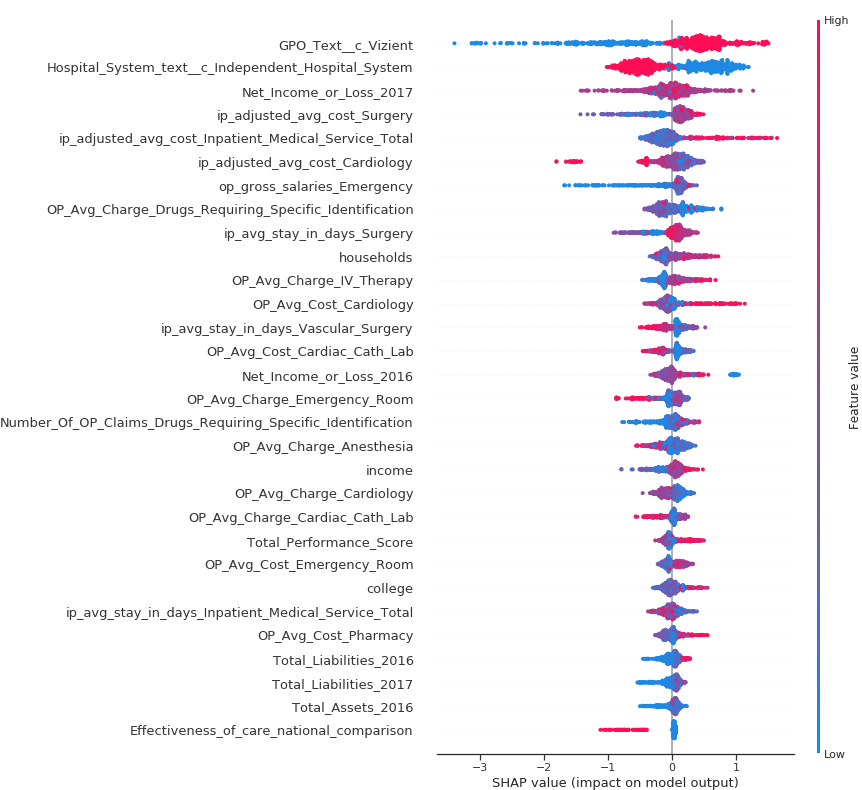 High
GPO_Text__c_Vizient
Hospital_System_text__c_Independent_Hospital_System
Net_Income_or_Loss_2017
ip_adjusted_avg_cost_Surgery
ip_adjusted_avg_cost_Inpatient_Medical_Service_Total
ip_adjusted_avg_cost_Cardiology
op_gross_salaries_Emergency
OP_Avg_Charge_Drugs_Requiring_Specific_Identification
ip_avg_stay_in_days_Surgery
households
OP_Avg_Charge_IV_Therapy
OP_Avg_Cost_Cardiology
ip_avg_stay_in_days_Vascular_Surgery
OP_Avg_Cost_Cardiac_Cath_Lab
Net_Income_or_Loss_2016
OP_Avg_Charge_Emergency_Room
Number_Of_OP_Claims_Drugs_Requiring_Specific_Identification
OP_Avg_Charge_Anesthesia
income
OP_Avg_Charge_Cardiology
OP_Avg_Charge_Cardiac_Cath_Lab
Total_Performance_Score
OP_Avg_Cost_Emergency_Room
college
ip_avg_stay_in_days_Inpatient_Medical_Service_Total
OP_Avg_Cost_Pharmacy
Total_Liabilities_2016
Total_Liabilities_2017
Total_Assets_2016
Effectiveness_of_care_national_comparison
Feature value
Low
−3 −2 −1 0 1
SHAP value (impact on model output)